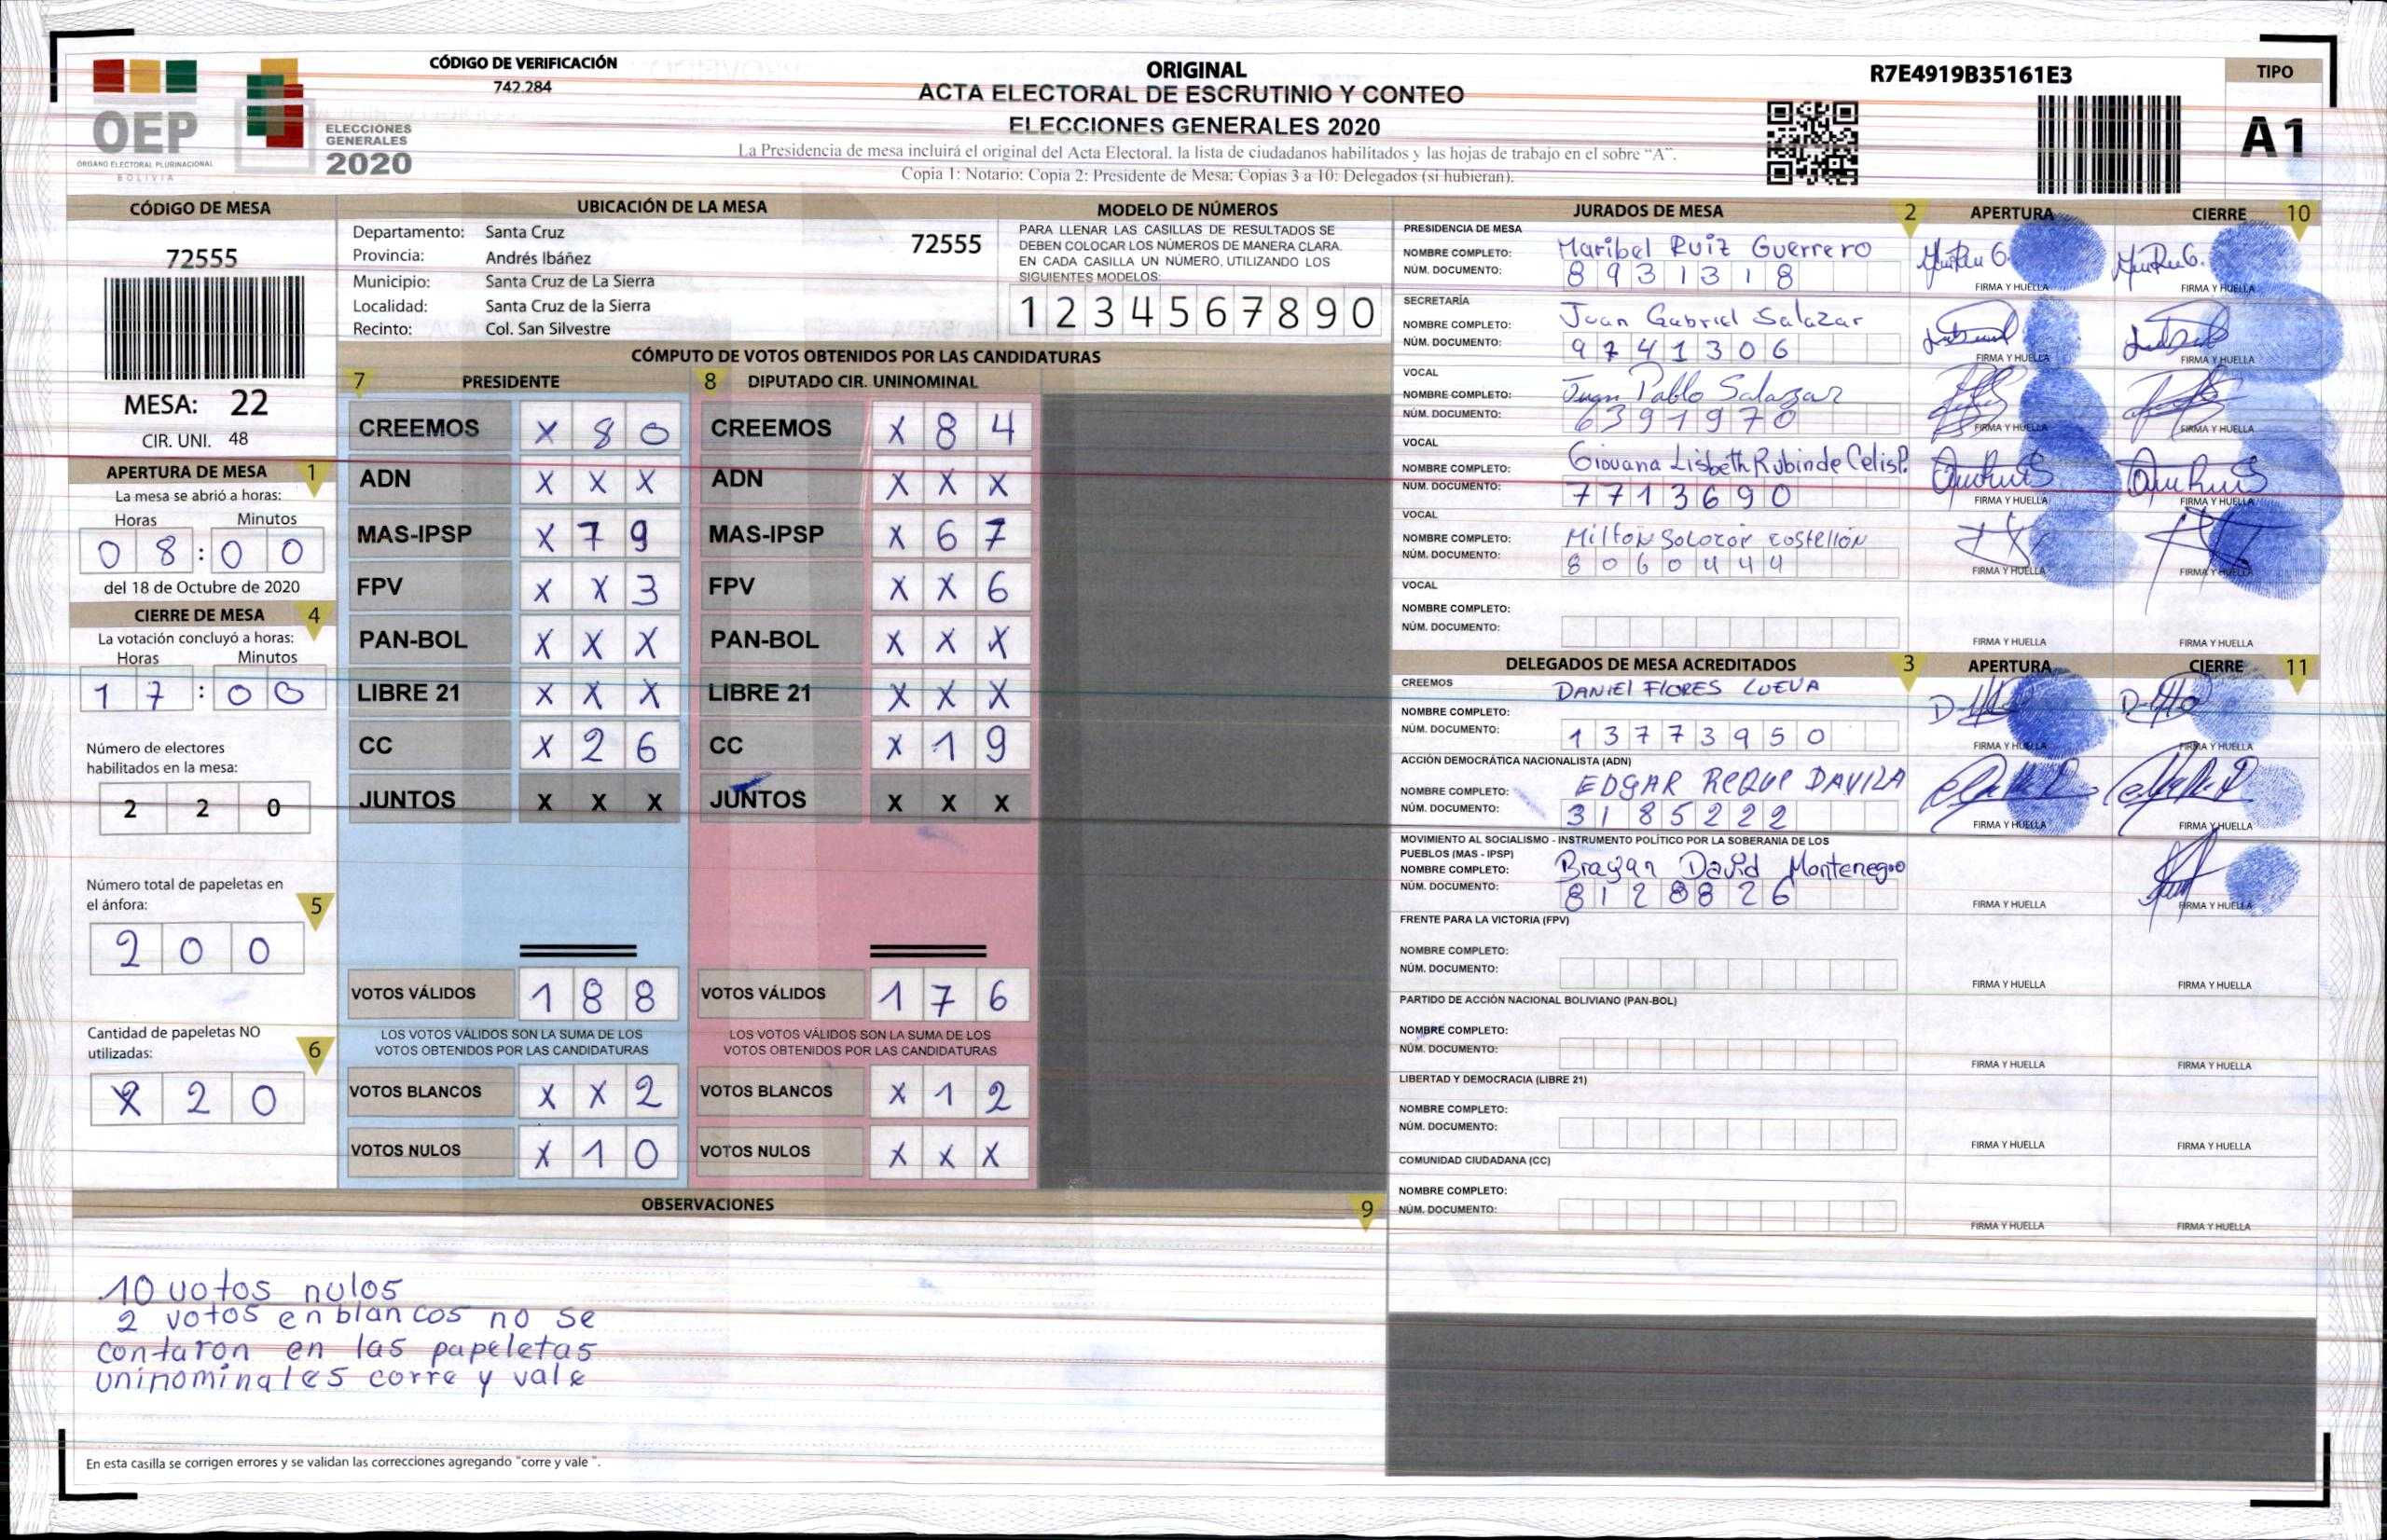 CÓDIGO DE VERIFICACIÓN
742.284
OEP
ÓRGANO ELECTORAL PLURINACIONAL
BOLIVIA
ELECCIONES
GENERALES
2020
ORIGINAL
ACTA ELECTORAL DE ESCRUTINIO Y CONTEO
ELECCIONES GENERALES 2020
La Presidencia de mesa incluirá el original del Acta Electoral, la lista de ciudadanos habilitados y las hojas de trabajo en el sobre "A".
Copia 1: Notario: Copia 2: Presidente de Mesa: Copias 3 a 10: Delegados (si hubieran).
R7E4919B35161E3
TIPO
A1
CÓDIGO DE MESA
72555
MESA: 22
CIR. UNI. 48
APERTURA DE MESA 1
La mesa se abrió a horas:
Horas Minutos
0 8 : 0 0
del 18 de Octubre de 2020
CIERRE DE MESA 4
La votación concluyó a horas:
Horas Minutos
1 7 : 0 0
Número de electores
habilitados en la mesa:
2 2 0
Número total de papeletas en
el ánfora: 5
2 0 0
Cantidad de papeletas NO
utilizadas: 6
X 2 0
UBICACIÓN DE LA MESA
Departamento: Santa Cruz 72555
Provincia: Andrés Ibáñez
Municipio: Santa Cruz de La Sierra
Localidad: Santa Cruz de la Sierra
Recinto: Col. San Silvestre
MODELO DE NÚMEROS
PARA LLENAR LAS CASILLAS DE RESULTADOS SE
DEBEN COLOCAR LOS NÚMEROS DE MANERA CLARA.
EN CADA CASILLA UN NÚMERO, UTILIZANDO LOS
SIGUIENTES MODELOS:
1 2 3 4 5 6 7 8 9 0
CÓMPUTO DE VOTOS OBTENIDOS POR LAS CANDIDATURAS
7 PRESIDENTE 8 DIPUTADO CIR. UNINOMINAL
CREEMOS X 8 0 CREEMOS X 8 4
ADN X X X ADN X X X
MAS-IPSP X 7 9 MAS-IPSP X 6 7
FPV X X 3 FPV X X 6
PAN-BOL X X X PAN-BOL X X X
LIBRE 21 X X X LIBRE 21 X X X
CC X 2 6 CC X 1 9
JUNTOS X X X JUNTOS X X X
VOTOS VÁLIDOS 1 8 8 VOTOS VÁLIDOS 1 7 6
LOS VOTOS VÁLIDOS SON LA SUMA DE LOS LOS VOTOS VÁLIDOS SON LA SUMA DE LOS
VOTOS OBTENIDOS POR LAS CANDIDATURAS VOTOS OBTENIDOS POR LAS CANDIDATURAS
VOTOS BLANCOS X X 2 VOTOS BLANCOS X 1 2
VOTOS NULOS X 1 0 VOTOS NULOS X X X
OBSERVACIONES 9
10 votos nulos
2 votos en blancos no se
contaron en las papeletas
uninominales corre y vale
En esta casilla se corrigen errores y se validan las correcciones agregando "corre y vale ".
JURADOS DE MESA 2 APERTURA CIERRE 10
PRESIDENCIA DE MESA
NOMBRE COMPLETO: Maribel Ruiz Guerrero
NÚM. DOCUMENTO: 8 9 3 1 3 1 8
FIRMA Y HUELLA FIRMA Y HUELLA
SECRETARÍA
NOMBRE COMPLETO: Juan Gabriel Salazar
NÚM. DOCUMENTO: 9 7 4 1 3 0 6
FIRMA Y HUELLA FIRMA Y HUELLA
VOCAL
NOMBRE COMPLETO: Juan Pablo Salazar
NÚM. DOCUMENTO: 6 3 9 1 9 7 0
FIRMA Y HUELLA FIRMA Y HUELLA
VOCAL
NOMBRE COMPLETO: Giovana Lisbeth Rubin de Celis P.
NÚM. DOCUMENTO: 7 7 1 3 6 9 0
FIRMA Y HUELLA FIRMA Y HUELLA
VOCAL
NOMBRE COMPLETO: Milton
NÚM. DOCUMENTO: 8 0 6 0 4 4 4
FIRMA Y HUELLA FIRMA Y HUELLA
VOCAL
NOMBRE COMPLETO:
NÚM. DOCUMENTO:
FIRMA Y HUELLA FIRMA Y HUELLA
DELEGADOS DE MESA ACREDITADOS 3 APERTURA CIERRE 11
CREEMOS
NOMBRE COMPLETO: DANIEL FLORES CUEVA
NÚM. DOCUMENTO: 1 3 7 7 3 9 5 0
FIRMA Y HUELLA FIRMA Y HUELLA
ACCIÓN DEMOCRÁTICA NACIONALISTA (ADN)
NOMBRE COMPLETO: EDGAR REQUE DAVILA
NÚM. DOCUMENTO: 3 1 8 5 2 2 2
FIRMA Y HUELLA FIRMA Y HUELLA
MOVIMIENTO AL SOCIALISMO - INSTRUMENTO POLÍTICO POR LA SOBERANIA DE LOS
PUEBLOS (MAS - IPSP)
NOMBRE COMPLETO: Brayan David Montenegro
NÚM. DOCUMENTO: 8 1 2 8 8 2 6
FIRMA Y HUELLA FIRMA Y HUELLA
FRENTE PARA LA VICTORIA (FPV)
NOMBRE COMPLETO:
NÚM. DOCUMENTO:
FIRMA Y HUELLA FIRMA Y HUELLA
PARTIDO DE ACCIÓN NACIONAL BOLIVIANO (PAN-BOL)
NOMBRE COMPLETO:
NÚM. DOCUMENTO:
FIRMA Y HUELLA FIRMA Y HUELLA
LIBERTAD Y DEMOCRACIA (LIBRE 21)
NOMBRE COMPLETO:
NÚM. DOCUMENTO:
FIRMA Y HUELLA FIRMA Y HUELLA
COMUNIDAD CIUDADANA (CC)
NOMBRE COMPLETO:
NÚM. DOCUMENTO:
FIRMA Y HUELLA FIRMA Y HUELLA